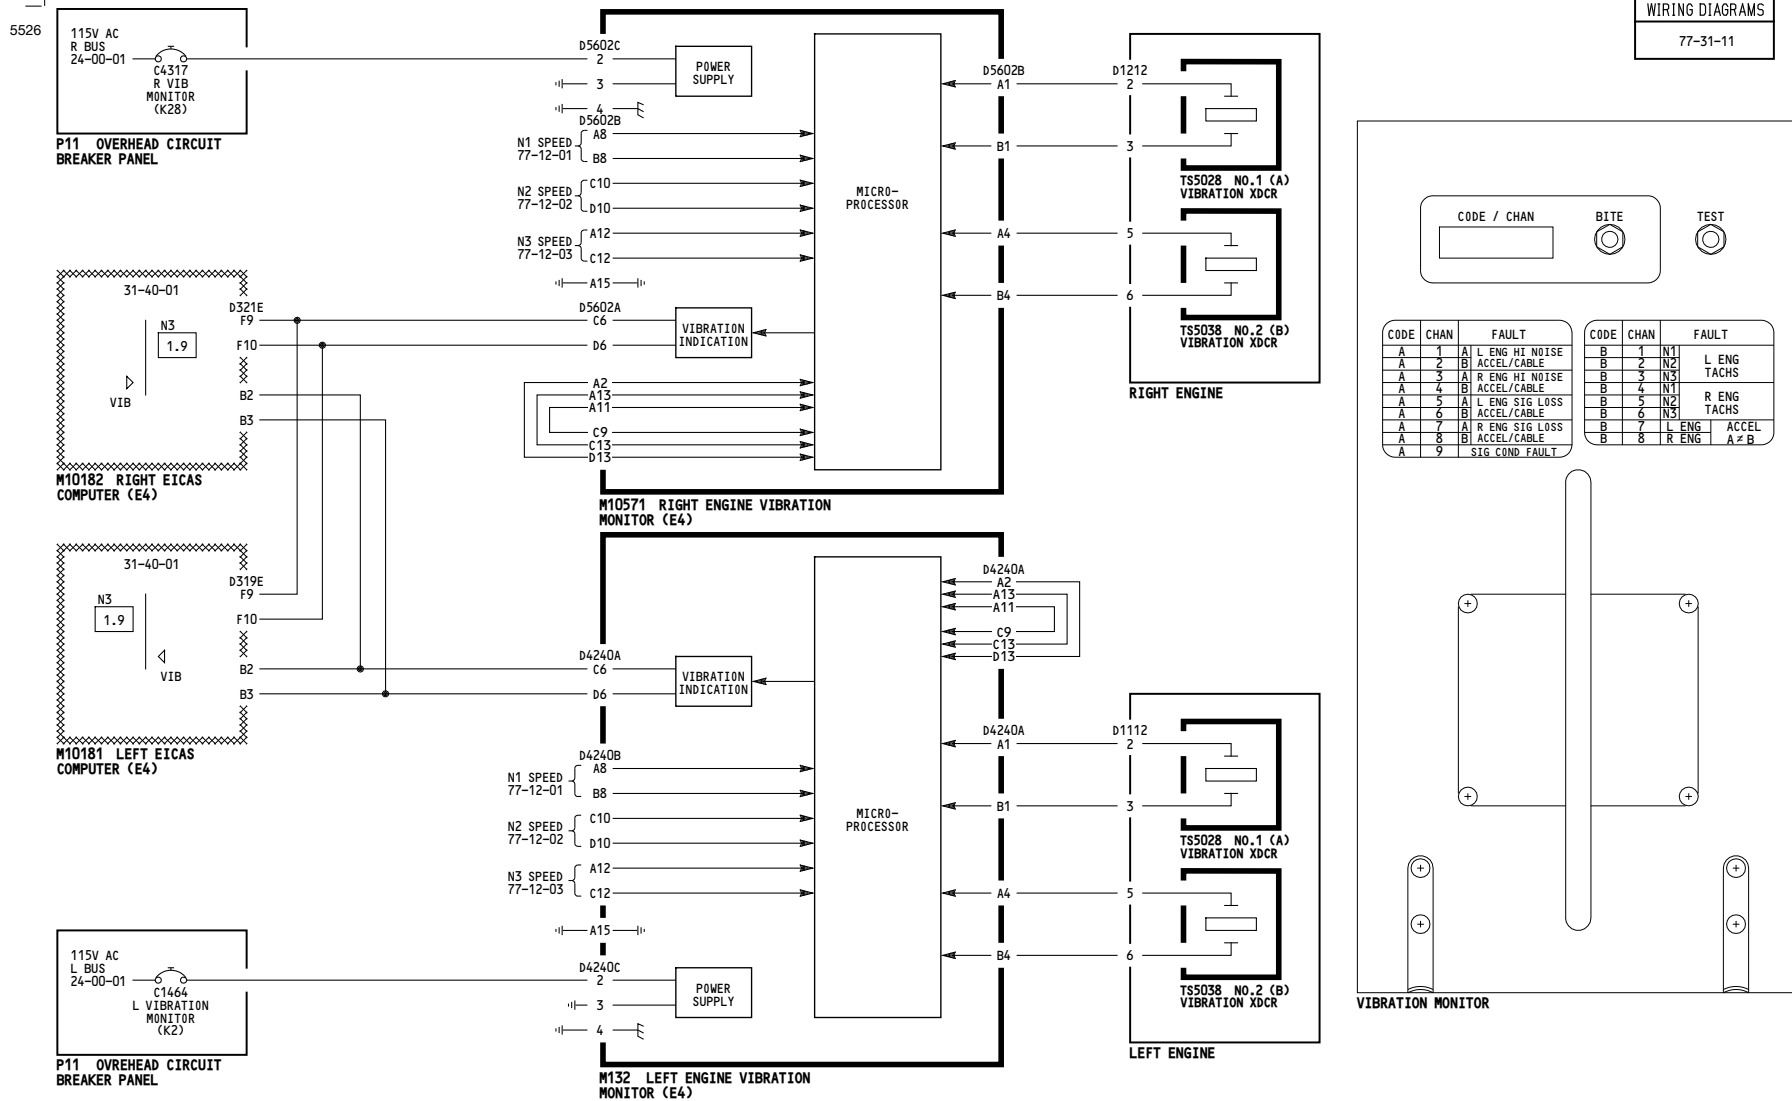 5526
WIRING DIAGRAMS
77-31-11
115V AC
R BUS
24-00-01
C4317
R VIB
MONITOR
(K28)
P11 OVERHEAD CIRCUIT
BREAKER PANEL
D5602C
2
3
4
POWER
SUPPLY
D5602B
A8
B8
N1 SPEED
77-12-01
C10
D10
N2 SPEED
77-12-02
A12
C12
N3 SPEED
77-12-03
A15
D5602A
C6
D6
VIBRATION
INDICATION
A2
A13
A11
C9
C13
D13
MICRO-
PROCESSOR
M10571 RIGHT ENGINE VIBRATION
MONITOR (E4)
D5602B
A1
B1
A4
B4
D1212
2
3
5
6
TS5028 NO.1 (A)
VIBRATION XDCR
TS5038 NO.2 (B)
VIBRATION XDCR
RIGHT ENGINE
31-40-01
N3
1.9
VIB
D321E
F9
F10
B2
B3
M10182 RIGHT EICAS
COMPUTER (E4)
31-40-01
N3
1.9
VIB
D319E
F9
F10
B2
B3
M10181 LEFT EICAS
COMPUTER (E4)
D4240A
C6
D6
VIBRATION
INDICATION
D4240B
A8
B8
N1 SPEED
77-12-01
C10
D10
N2 SPEED
77-12-02
A12
C12
N3 SPEED
77-12-03
A15
D4240C
2
3
4
POWER
SUPPLY
MICRO-
PROCESSOR
D4240A
A2
A13
A11
C9
C13
D13
D4240A
A1
B1
A4
B4
D1112
2
3
5
6
TS5028 NO.1 (A)
VIBRATION XDCR
TS5038 NO.2 (B)
VIBRATION XDCR
LEFT ENGINE
M132 LEFT ENGINE VIBRATION
MONITOR (E4)
115V AC
L BUS
24-00-01
C1464
L VIBRATION
MONITOR
(K2)
P11 OVREHEAD CIRCUIT
BREAKER PANEL
CODE / CHAN
BITE
TEST
CODE CHAN FAULT
A 1 A L ENG HI NOISE
A 2 B ACCEL/CABLE
A 3 A R ENG HI NOISE
A 4 B ACCEL/CABLE
A 5 A L ENG SIG LOSS
A 6 B ACCEL/CABLE
A 7 A R ENG SIG LOSS
A 8 B ACCEL/CABLE
A 9 SIG COND FAULT
CODE CHAN FAULT
B 1 N1 L ENG
B 2 N2 TACHS
B 3 N3
B 4 N1 R ENG
B 5 N2 TACHS
B 6 N3
B 7 L ENG ACCEL
B 8 R ENG A ≠ B
VIBRATION MONITOR